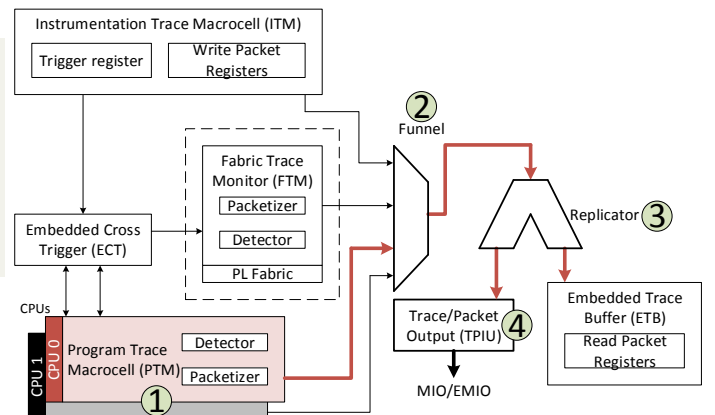 Instrumentation Trace Macrocell (ITM)
Trigger register
Write Packet
Registers
2
Funnel
Fabric Trace
Monitor (FTM)
Packetizer
Detector
PL Fabric
Embedded Cross
Trigger (ECT)
Replicator
3
CPUs
CPU 1
CPU 0
Program Trace
Macrocell (PTM)
Detector
Packetizer
1
Trace/Packet
Output (TPIU)
4
MIO/EMIO
Embedded Trace
Buffer (ETB)
Read Packet
Registers